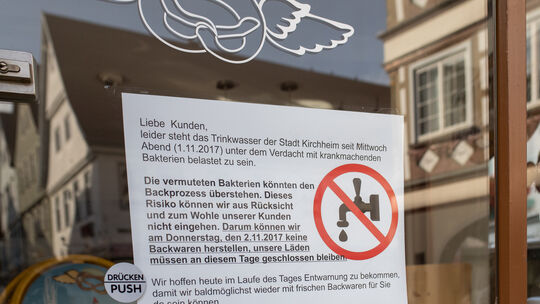 Liebe Kunden,
leider steht das Trinkwasser der Stadt Kirchheim seit Mittwoch
Abend (1.11.2017) unter dem Verdacht mit krankmachenden
Bakterien belastet zu sein.
Die vermuteten Bakterien könnten den
Backprozess überstehen. Dieses
Risiko können wir aus Rücksicht
und zum Wohle unserer Kunden
nicht eingehen. Darum können wir
am Donnerstag, den 2.11.2017 keine
Backwaren herstellen, unsere Läden
müssen an diesem Tage geschlossen bleiben.
Wir hoffen heute im Laufe des Tages Entwarnung zu bekommen,
damit wir baldmöglichst wieder mit frischen Backwaren für Sie
da sein können.
DRÜCKEN
PUSH